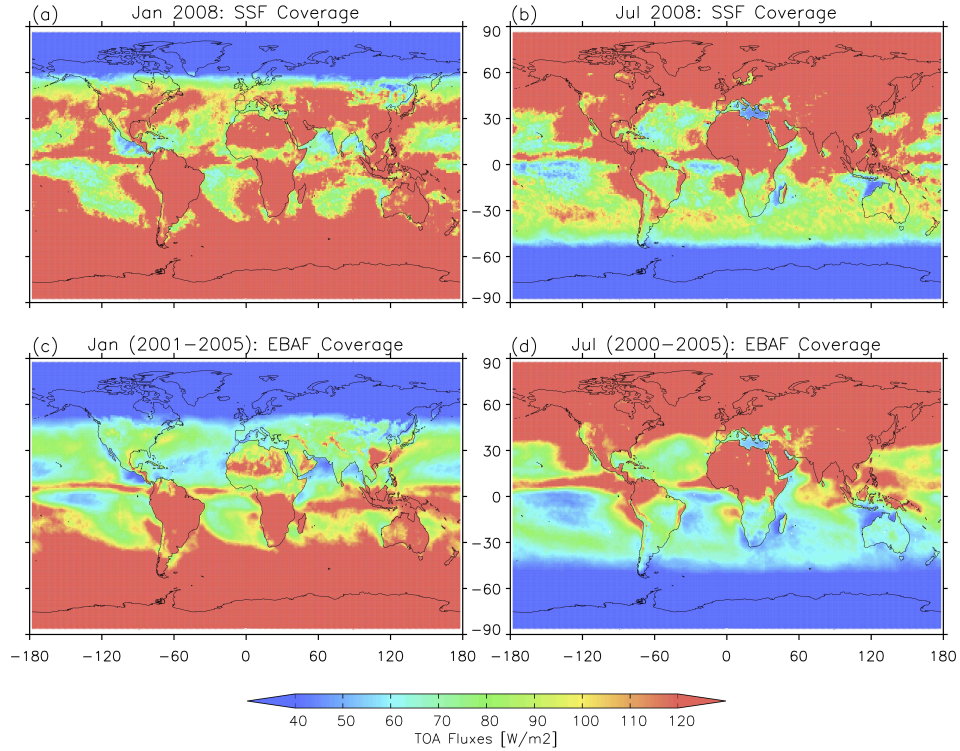 (a) Jan 2008: SSF Coverage
(b) Jul 2008: SSF Coverage
90
60
30
0
-30
-60
-90
(c) Jan (2001-2005): EBAF Coverage
(d) Jul (2000-2005): EBAF Coverage
90
60
30
0
-30
-60
-90
-180 -120 -60 0 60 120 180
-180 -120 -60 0 60 120 180
40 50 60 70 80 90 100 110 120
TOA Fluxes [W/m2]